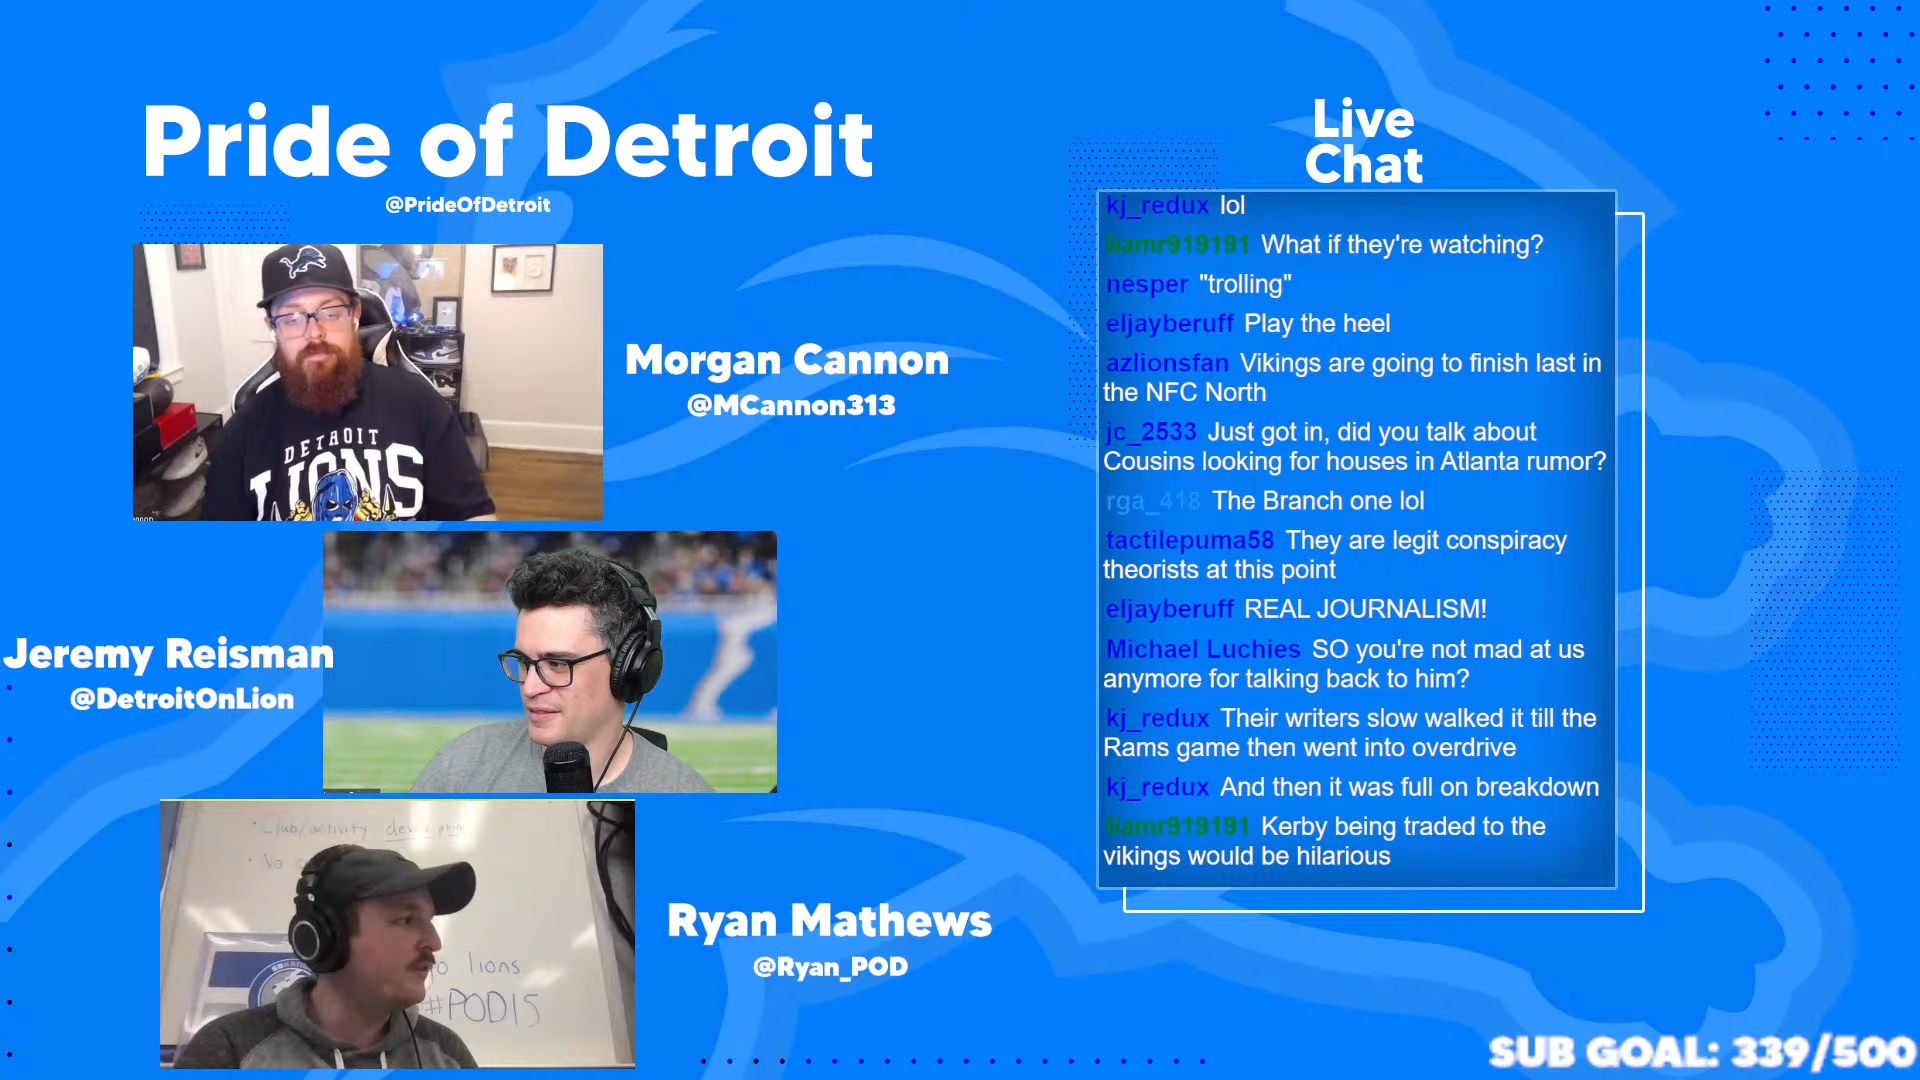 Pride of Detroit
@PrideOfDetroit
DETROIT
LIONS
Morgan Cannon
@MCannon313
Jeremy Reisman
@DetroitOnLion
Club/activity description
No
lions
#POD15
Ryan Mathews
@Ryan_POD
Live
Chat
kj_redux lol
liamr919191 What if they're watching?
nesper "trolling"
eljayberuff Play the heel
azlionsfan Vikings are going to finish last in
the NFC North
jc_2533 Just got in, did you talk about
Cousins looking for houses in Atlanta rumor?
rga_418 The Branch one lol
tactilepuma58 They are legit conspiracy
theorists at this point
eljayberuff REAL JOURNALISM!
Michael Luchies SO you're not mad at us
anymore for talking back to him?
kj_redux Their writers slow walked it till the
Rams game then went into overdrive
kj_redux And then it was full on breakdown
liamr919191 Kerby being traded to the
vikings would be hilarious
SUB GOAL: 339/500